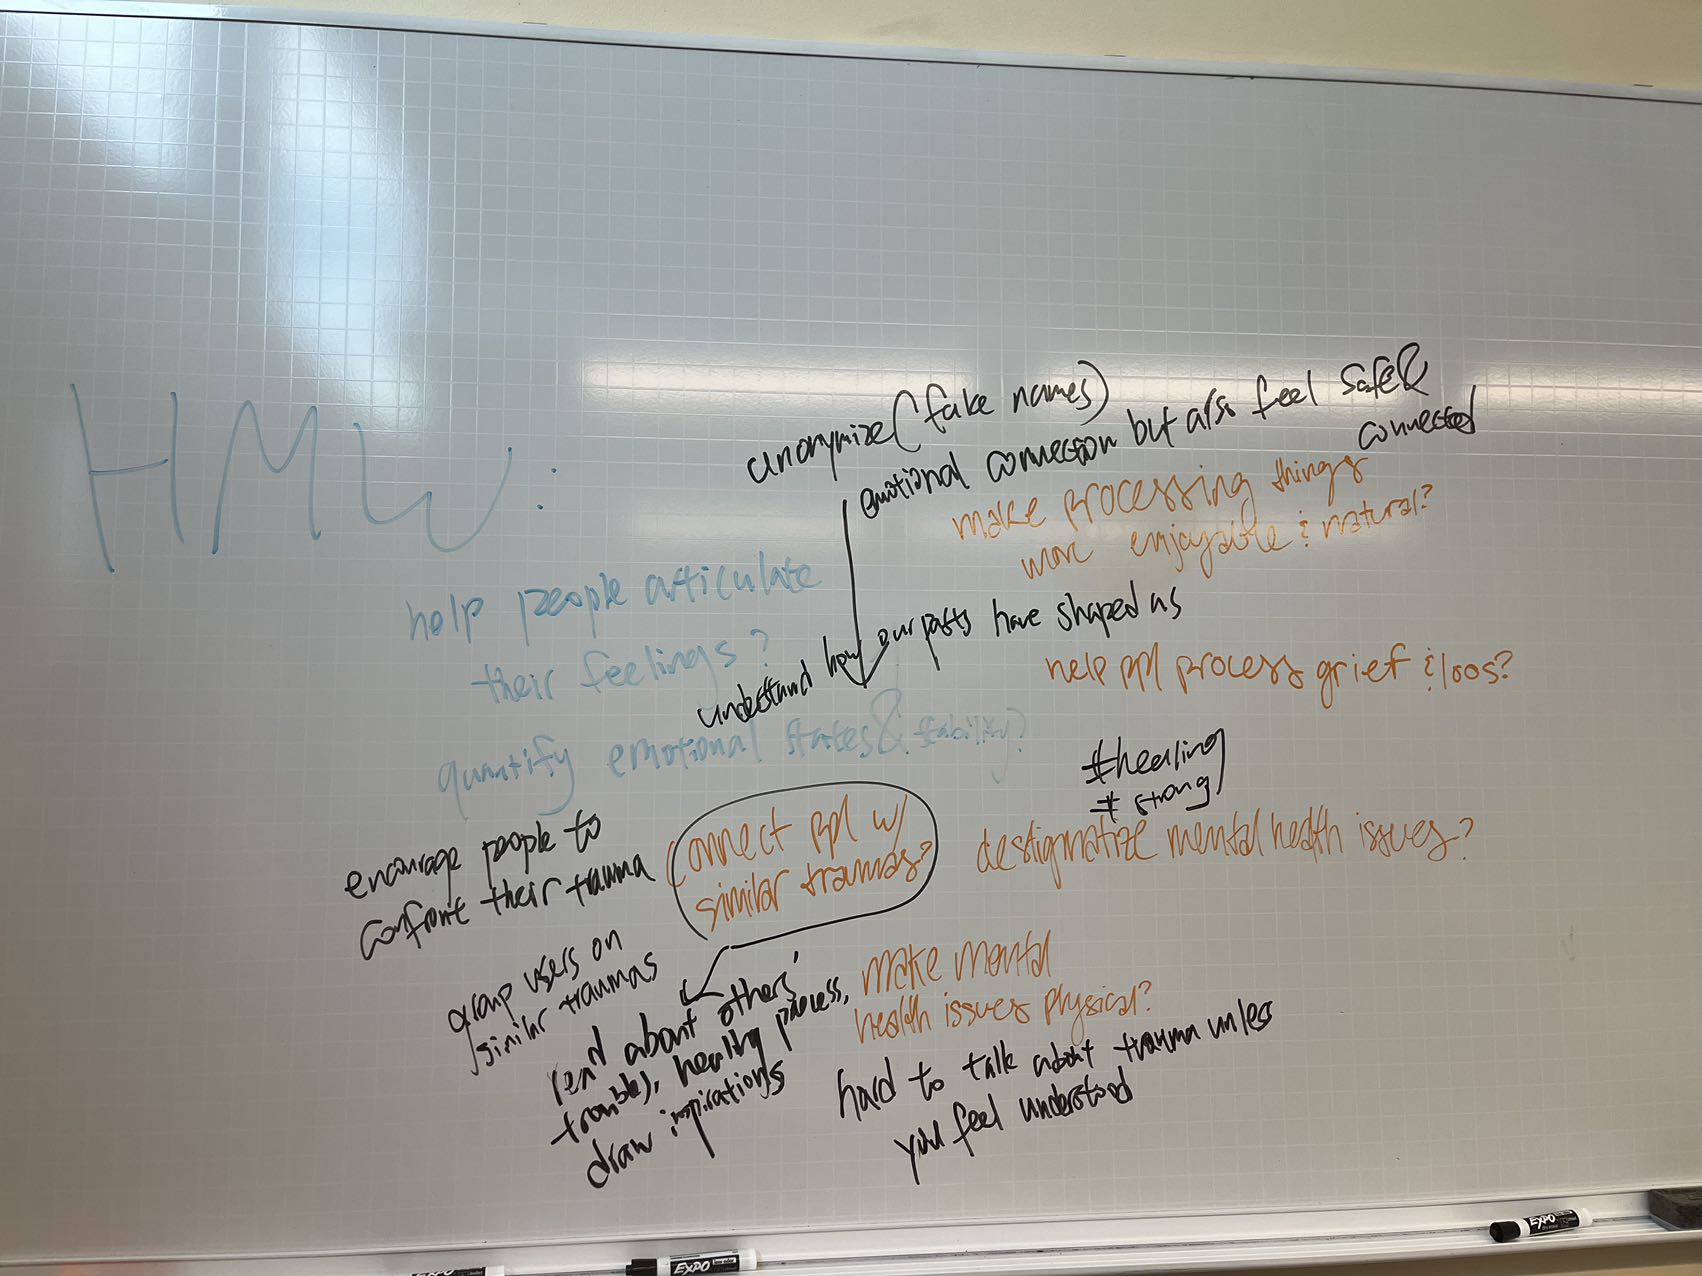 HMW:
anonymize (fake names)
emotional connection but also feel safe &
connected
make processing things
more enjoyable & natural?
help people articulate
their feelings?
understand how our pasts have shaped us
help ppl process grief & loos?
quantify emotional states & stability?
#healing
# strong
encourage people to
confront their trauma
connect ppl w/
similar traumas?
destigmatize mental health issues?
group users on
similar traumas
read about others'
troubles, healing process,
draw inspirations
make mental
health issues physical?
hard to talk about trauma unless
you feel understood
EXPO
EXPO